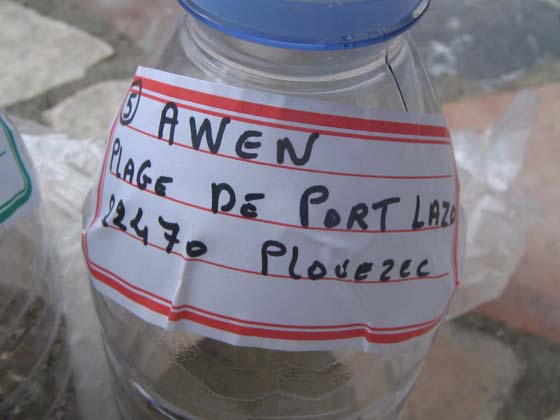 ⑤ AWEN
PLAGE DE PORT LAZO
22470 PLOUEZEC